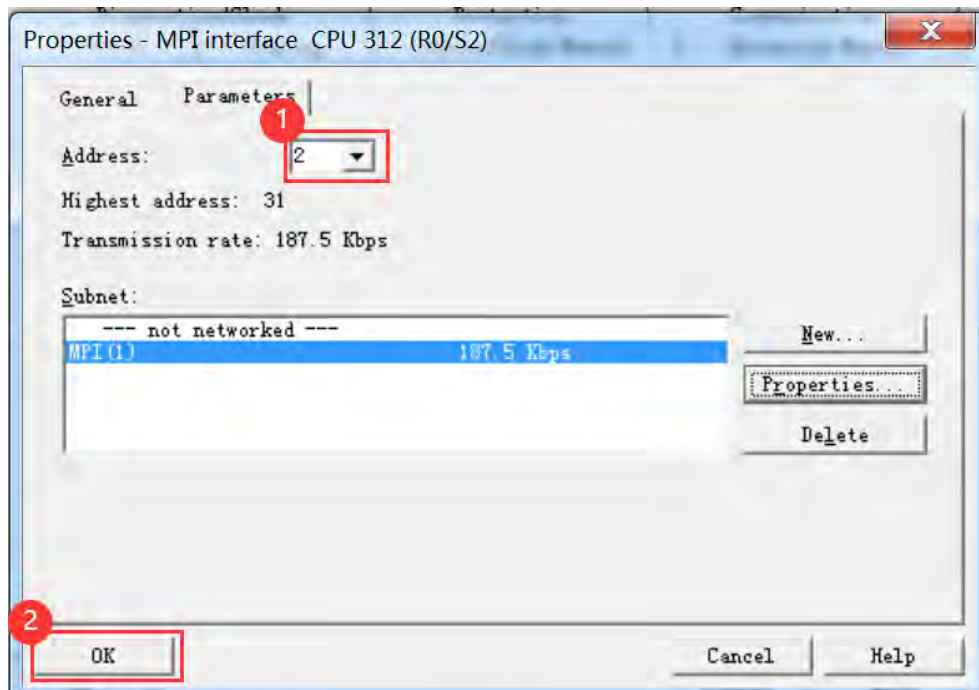 Properties - MPI interface CPU 312 (R0/S2)
General Parameters
1
Address: 2
Highest address: 31
Transmission rate: 187.5 Kbps
Subnet:
--- not networked ---
MPI(1) 187.5 Kbps
New...
Properties...
Delete
2
OK Cancel Help